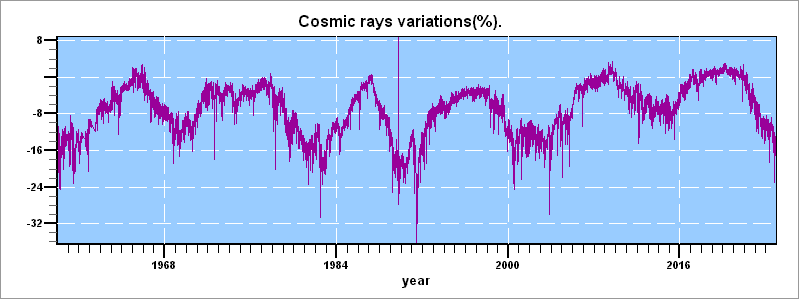 Cosmic rays variations(%).
8
-8
-16
-24
-32
1968 1984 2000 2016
year